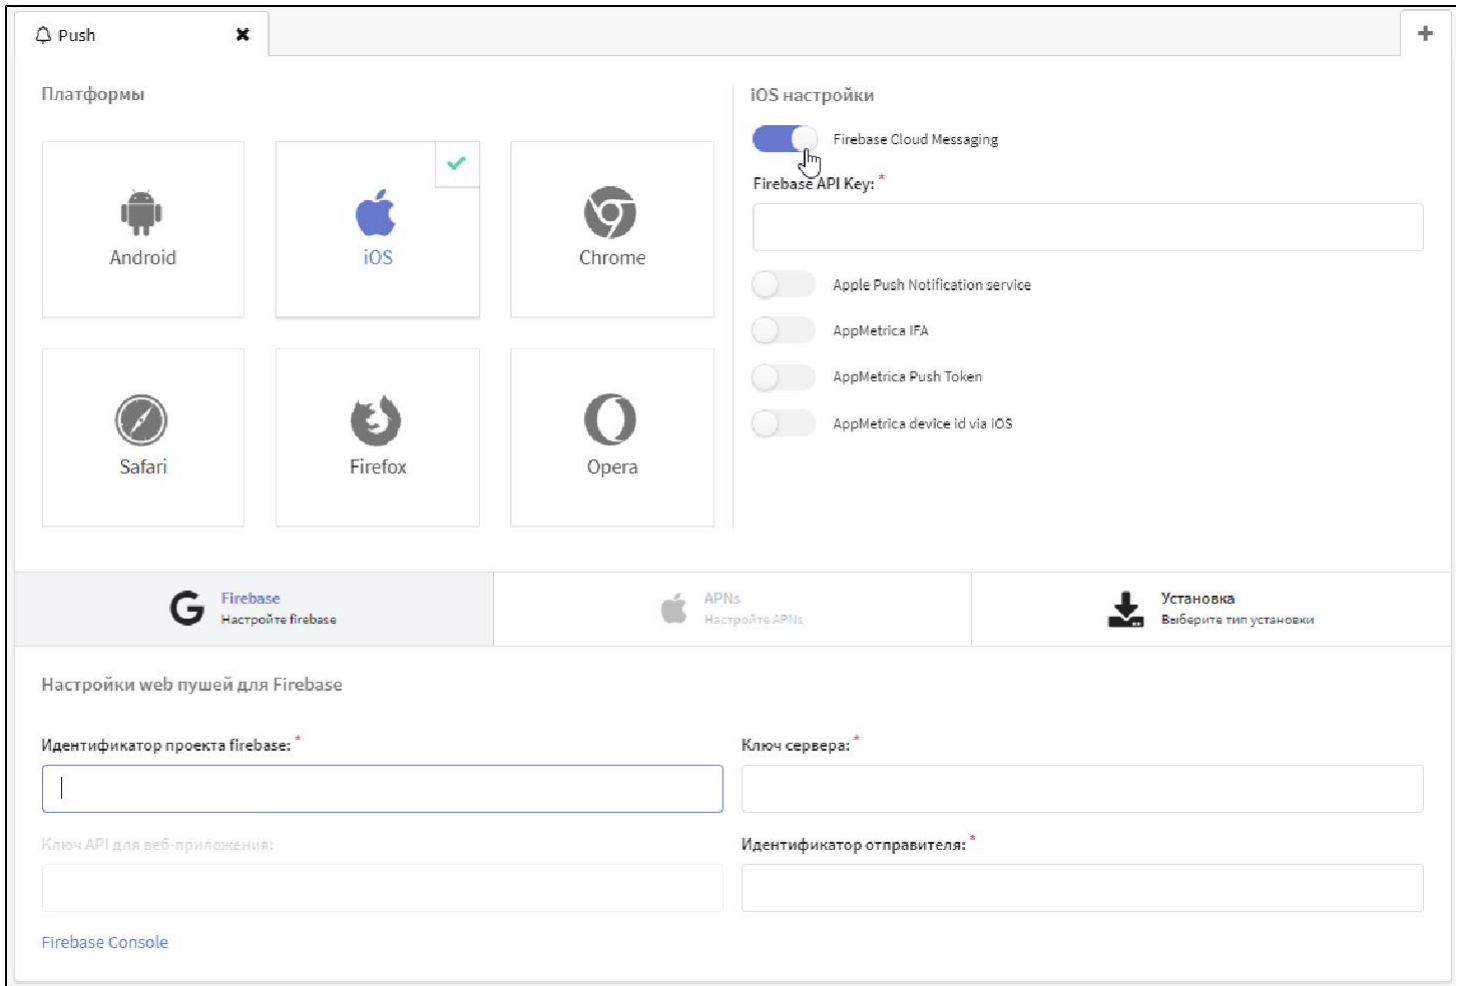 Push
Платформы
Android
iOS
Chrome
Safari
Firefox
Opera
iOS настройки
Firebase Cloud Messaging
Firebase API Key: *
Apple Push Notification service
AppMetrica IFA
AppMetrica Push Token
AppMetrica device id via iOS
Firebase
Настройте firebase
APNs
Настройте APNs
Установка
Выберите тип установки
Настройки web пушей для Firebase
Идентификатор проекта firebase: *
Ключ сервера: *
Ключ API для веб-приложения:
Идентификатор отправителя: *
Firebase Console